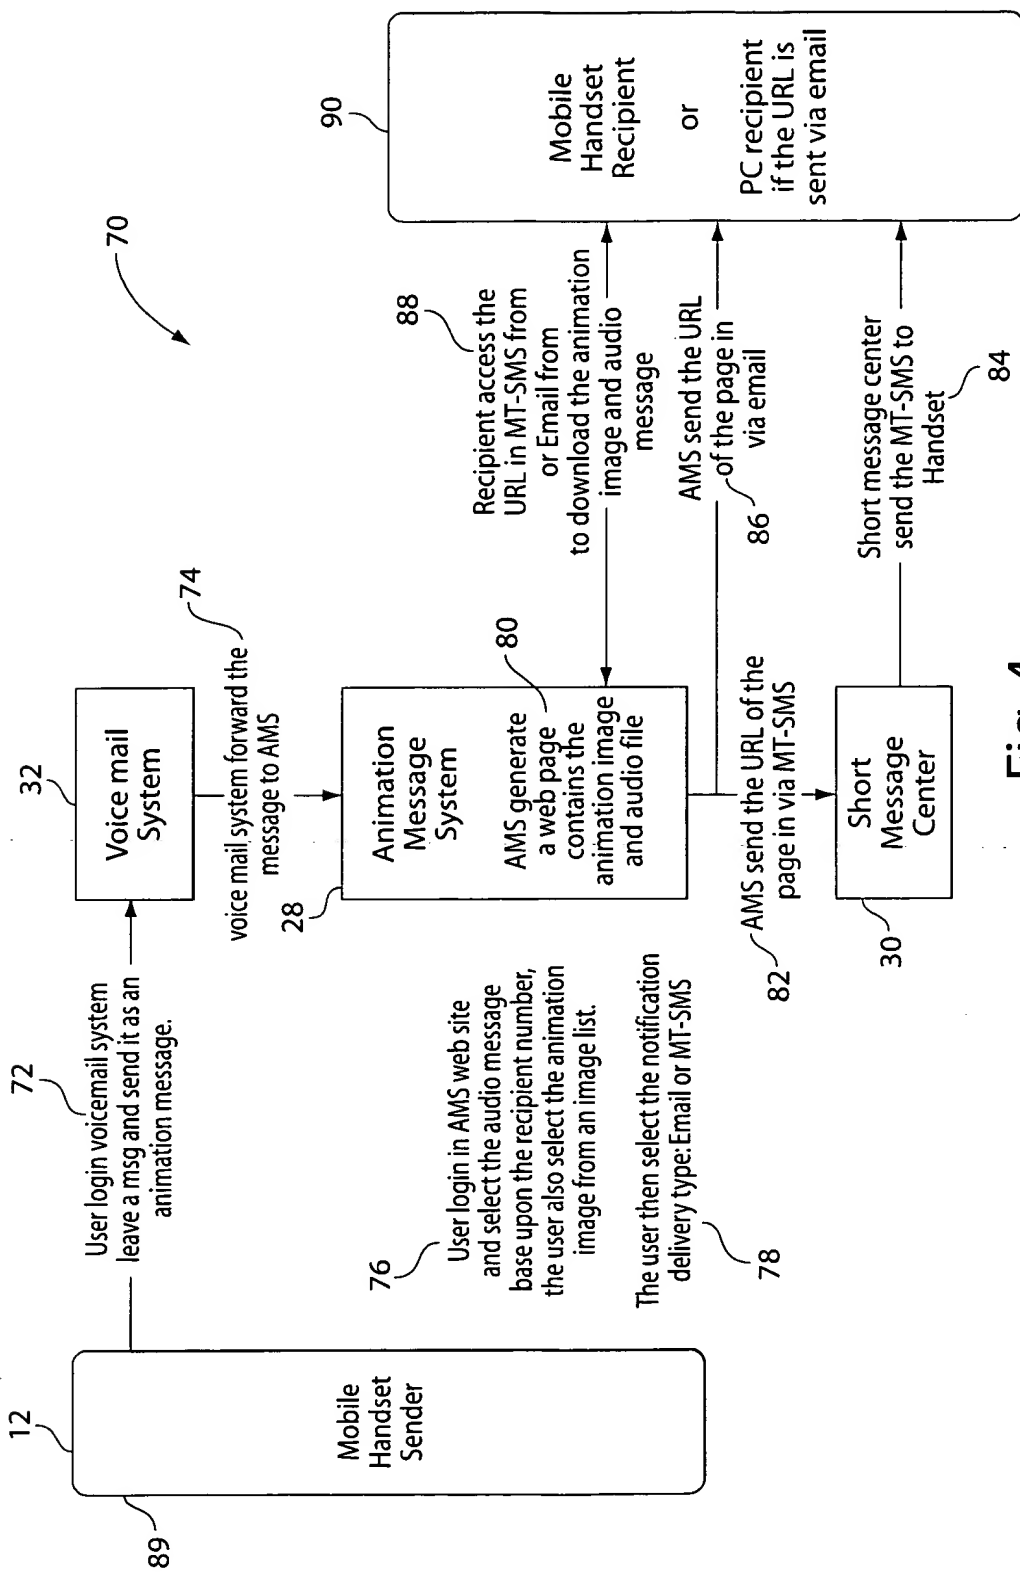 12
89
Mobile
Handset
Sender
72
User login voicemail system
leave a msg and send it as an
animation message.
32
Voice mail
System
74
voice mail system forward the
message to AMS
70
76
User login in AMS web site
and select the audio message
base upon the recipient number,
the user also select the animation
image from an image list.
The user then select the notification
delivery type: Email or MT-SMS
78
28
Animation
Message
System
80
AMS generate
a web page
contains the
animation image
and audio file
88
Recipient access the
URL in MT-SMS from
or Email from
to download the animation
image and audio
message
AMS send the URL
of the page in
via email
86
82
AMS send the URL of the
page in via MT-SMS
30
Short
Message
Center
Short message center
send the MT-SMS to
Handset
84
90
Mobile
Handset
Recipient
or
PC recipient
if the URL is
sent via email